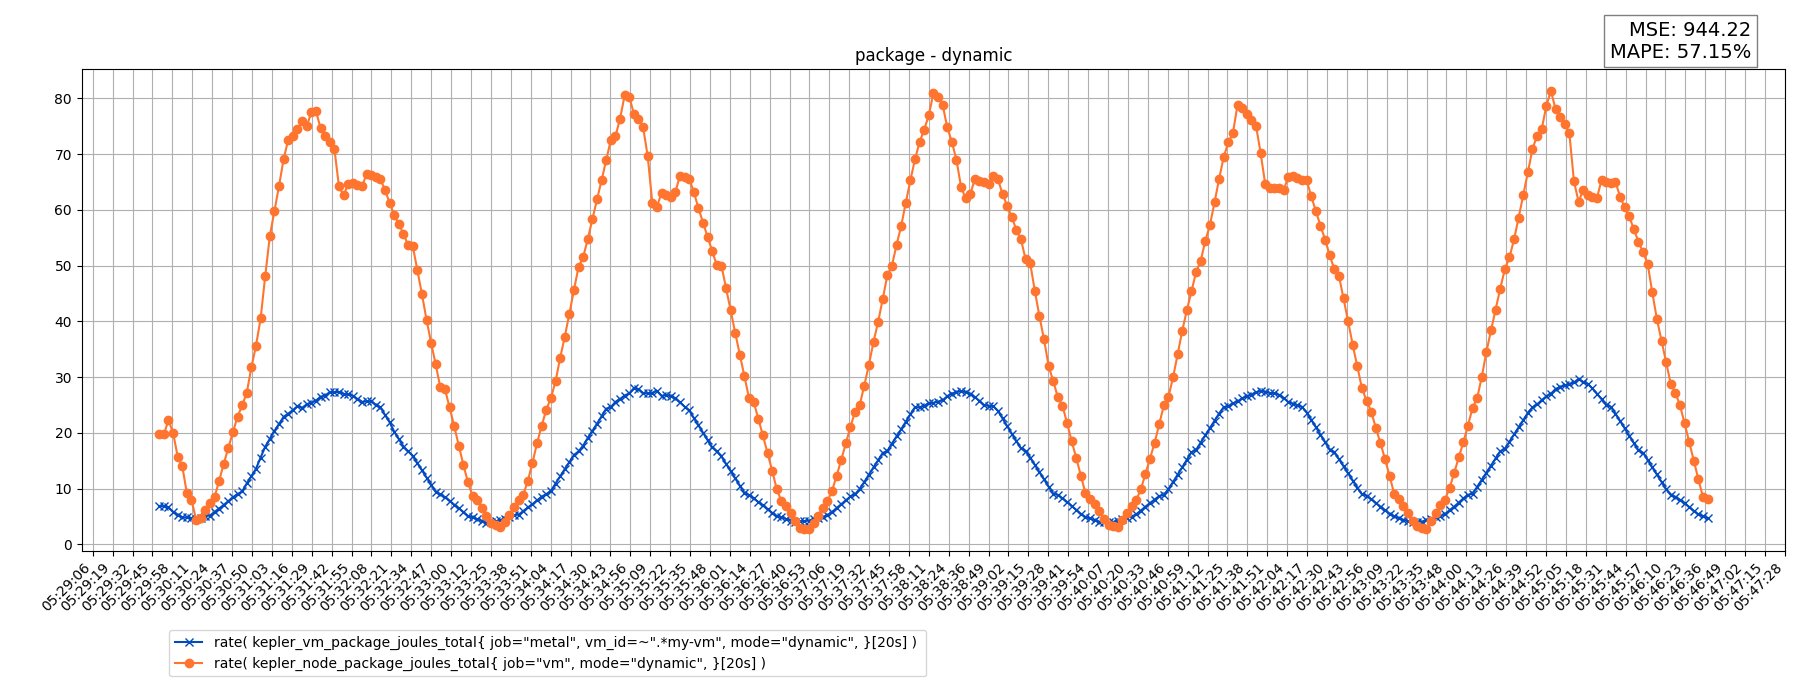 MSE: 944.22
MAPE: 57.15%
package - dynamic
80
70
60
50
40
30
20
10
0
05:29:06 05:29:19 05:29:32 05:29:45 05:29:58 05:30:11 05:30:24 05:30:37 05:30:50 05:31:03 05:31:16 05:31:29 05:31:42 05:31:55 05:32:08 05:32:21 05:32:34 05:32:47 05:33:00 05:33:12 05:33:25 05:33:38 05:33:51 05:34:04 05:34:17 05:34:30 05:34:43 05:34:56 05:35:09 05:35:22 05:35:35 05:35:48 05:36:01 05:36:14 05:36:27 05:36:40 05:36:53 05:37:06 05:37:19 05:37:32 05:37:45 05:37:58 05:38:11 05:38:24 05:38:36 05:38:49 05:39:02 05:39:15 05:39:28 05:39:41 05:39:54 05:40:07 05:40:20 05:40:33 05:40:46 05:40:59 05:41:12 05:41:25 05:41:38 05:41:51 05:42:04 05:42:17 05:42:30 05:42:43 05:42:56 05:43:09 05:43:22 05:43:35 05:43:48 05:44:00 05:44:13 05:44:26 05:44:39 05:44:52 05:45:05 05:45:18 05:45:31 05:45:44 05:45:57 05:46:10 05:46:23 05:46:36 05:46:49 05:47:02 05:47:15 05:47:28
rate( kepler_vm_package_joules_total{ job="metal", vm_id=~".*my-vm", mode="dynamic", }[20s] )
rate( kepler_node_package_joules_total{ job="vm", mode="dynamic", }[20s] )